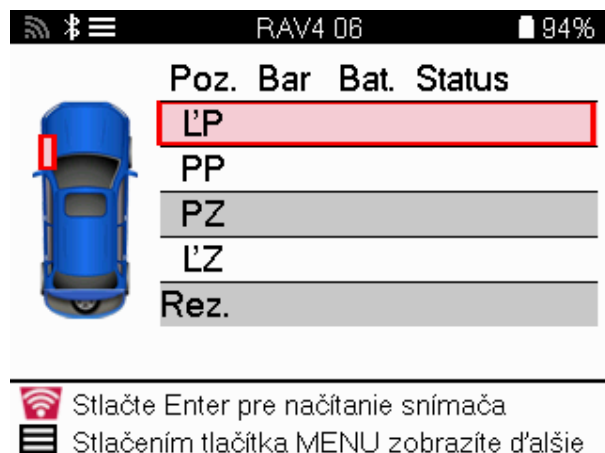 RAV4 06 94%
Poz. Bar Bat. Status
ĽP
PP
PZ
ĽZ
Rez.
Stlačte Enter pre načítanie snímača
Stlačením tlačítka MENU zobrazíte ďalšie